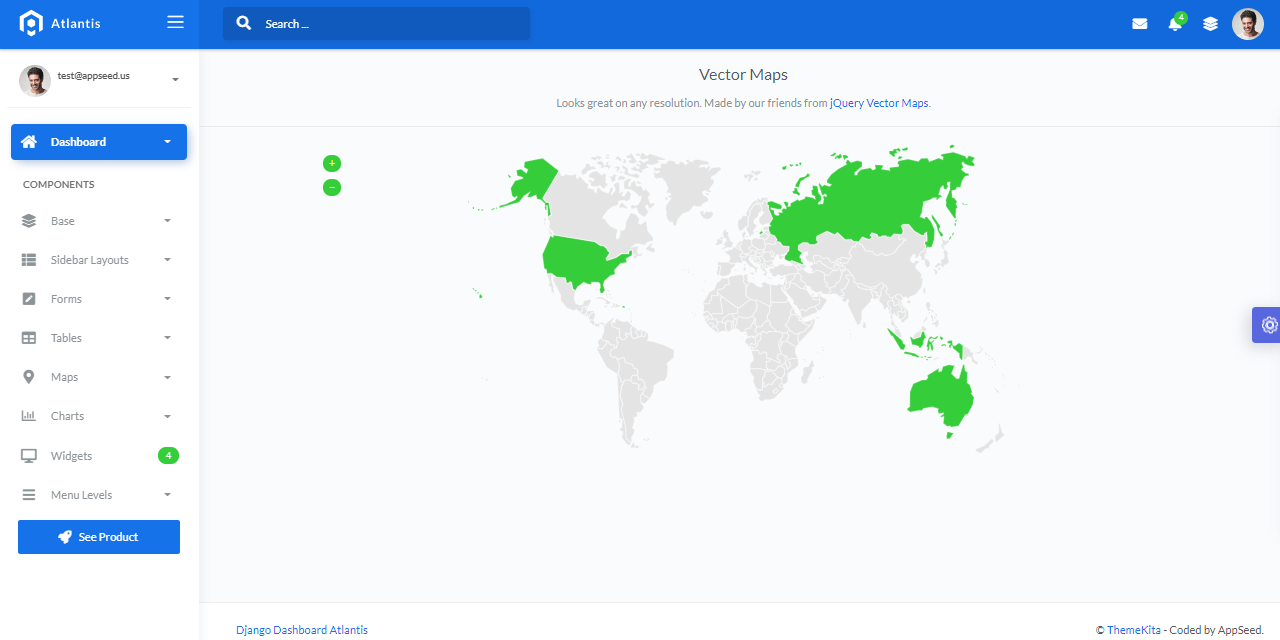 Atlantis
Search ...
4
test@appseed.us
Dashboard
COMPONENTS
Base
Sidebar Layouts
Forms
Tables
Maps
Charts
Widgets 4
Menu Levels
See Product
Vector Maps
Looks great on any resolution. Made by our friends from jQuery Vector Maps.
+
−
Django Dashboard Atlantis
© ThemeKita - Coded by AppSeed.